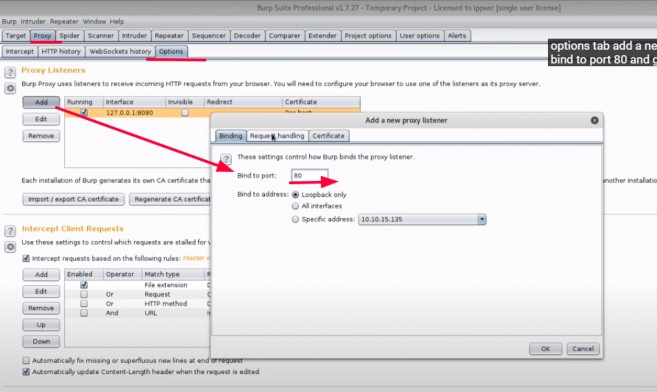 Burp Suite Professional v1.7.27 - Temporary Project - Licensed to ippsec [single user license]
Burp Intruder Repeater Window Help
Target Proxy Spider Scanner Intruder Repeater Sequencer Decoder Comparer Extender Project options User options Alerts
Intercept HTTP history WebSockets history Options
options tab add a ne
bind to port 80 and g
Proxy Listeners
Burp Proxy uses listeners to receive incoming HTTP requests from your browser. You will need to configure your browser to use one of the listeners as its proxy server.
Add Running Interface Invisible Redirect Certificate
127.0.0.1:8080 Per-host
Edit
Remove
Add a new proxy listener
Binding Request handling Certificate
These settings control how Burp binds the proxy listener.
Bind to port: 80
Bind to address: Loopback only
All interfaces
Specific address: 10.10.15.135
Each installation of Burp generates its own CA certificate tha
nother installatio
Import / export CA certificate Regenerate CA certificat
Intercept Client Requests
Use these settings to control which requests are stalled for v
Intercept requests based on the following rules: Master in
Add Enabled Operator Match type R
File extension D
Edit Or Request C
Remove Or HTTP method D
And URL Is
Up
Down
OK Cancel
Automatically fix missing or superfluous new lines at end of request
Automatically update Content-Length header when the request is edited